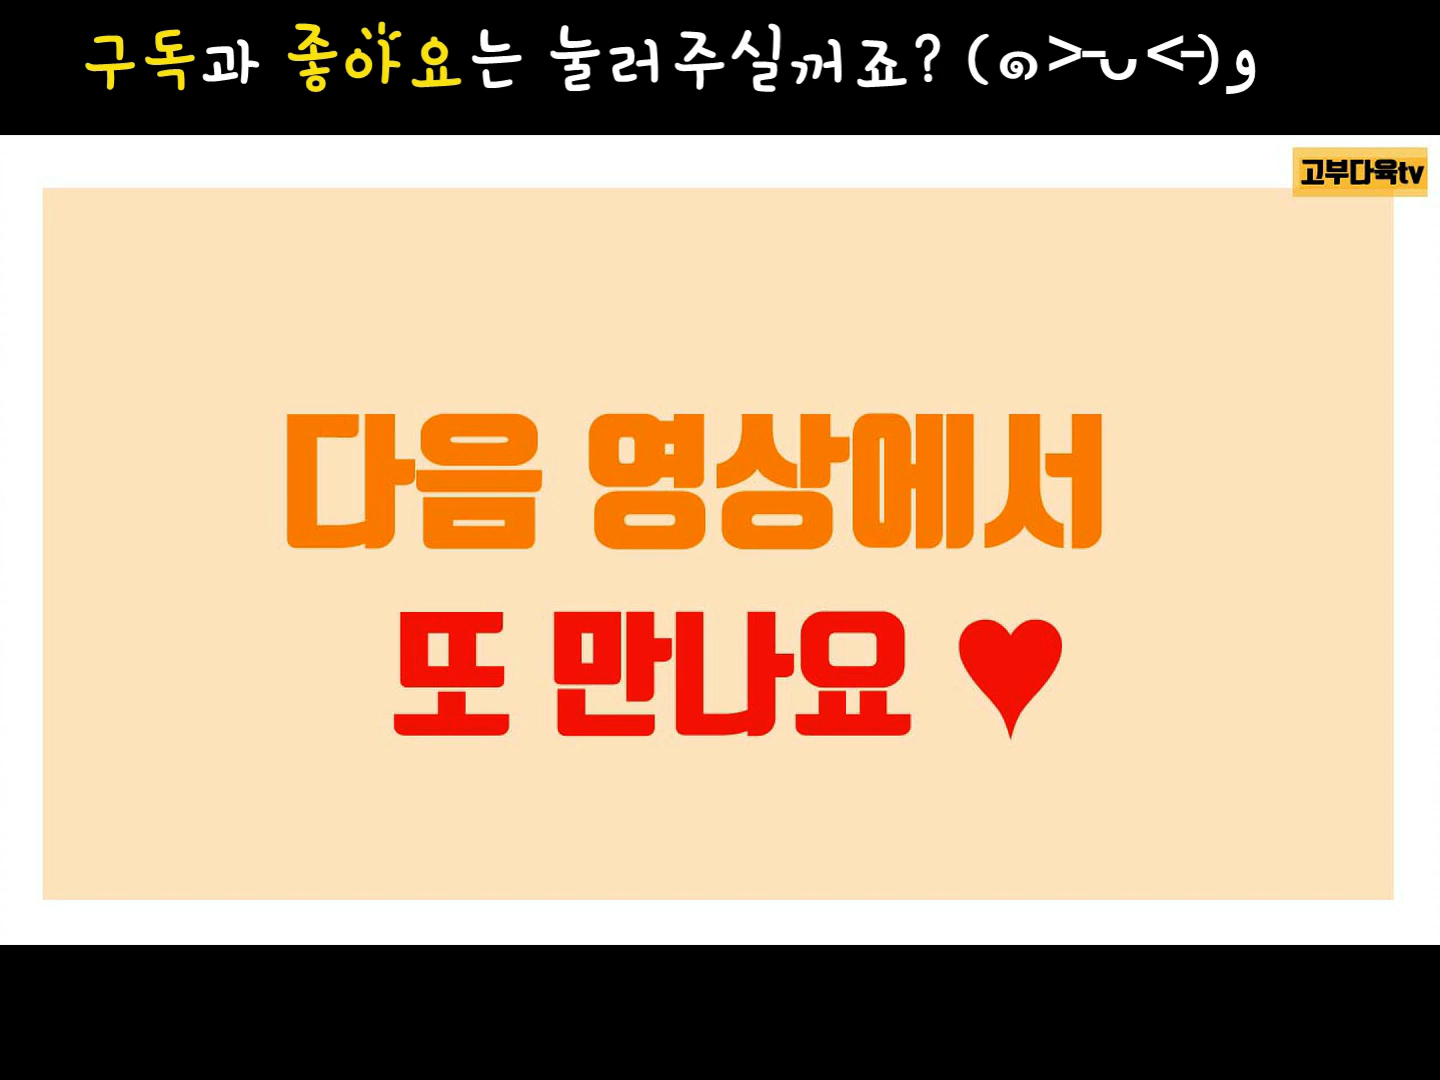 구독과 좋아요는 눌러주실꺼죠? (๑>ᴗ<)و
고부다육tv
다음 영상에서
또 만나요 ♥